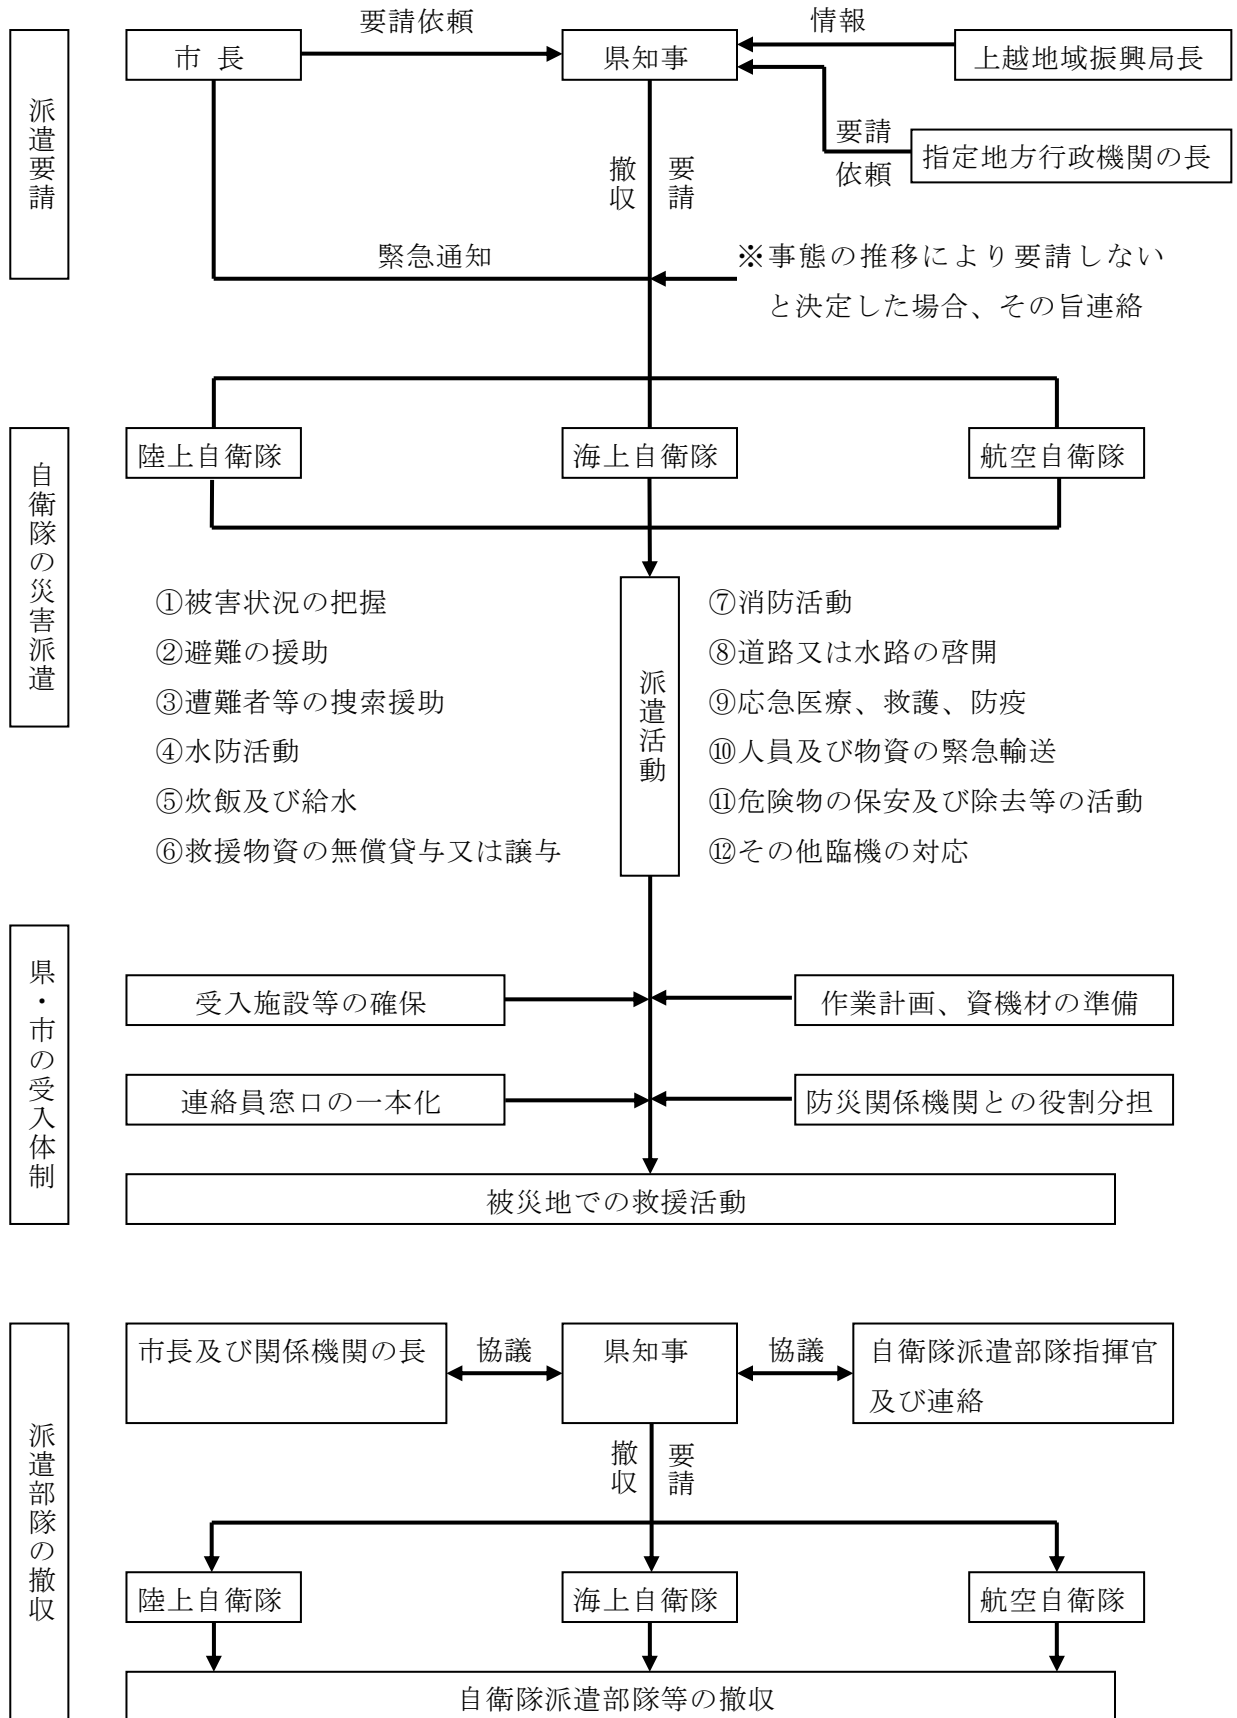 派遣要請
要請依頼
情報
市 長
県知事
上越地域振興局長
要請
依頼
指定地方行政機関の長
撤収
要請
緊急通知
※事態の推移により要請しない
と決定した場合、その旨連絡
自衛隊の災害派遣
陸上自衛隊
海上自衛隊
航空自衛隊
派遣活動
①被害状況の把握
②避難の援助
③遭難者等の捜索援助
④水防活動
⑤炊飯及び給水
⑥救援物資の無償貸与又は譲与
⑦消防活動
⑧道路又は水路の啓開
⑨応急医療、救護、防疫
⑩人員及び物資の緊急輸送
⑪危険物の保安及び除去等の活動
⑫その他臨機の対応
県・市の受入体制
受入施設等の確保
作業計画、資機材の準備
連絡員窓口の一本化
防災関係機関との役割分担
被災地での救援活動
派遣部隊の撤収
市長及び関係機関の長
協議
県知事
協議
自衛隊派遣部隊指揮官
及び連絡
撤収
要請
陸上自衛隊
海上自衛隊
航空自衛隊
自衛隊派遣部隊等の撤収